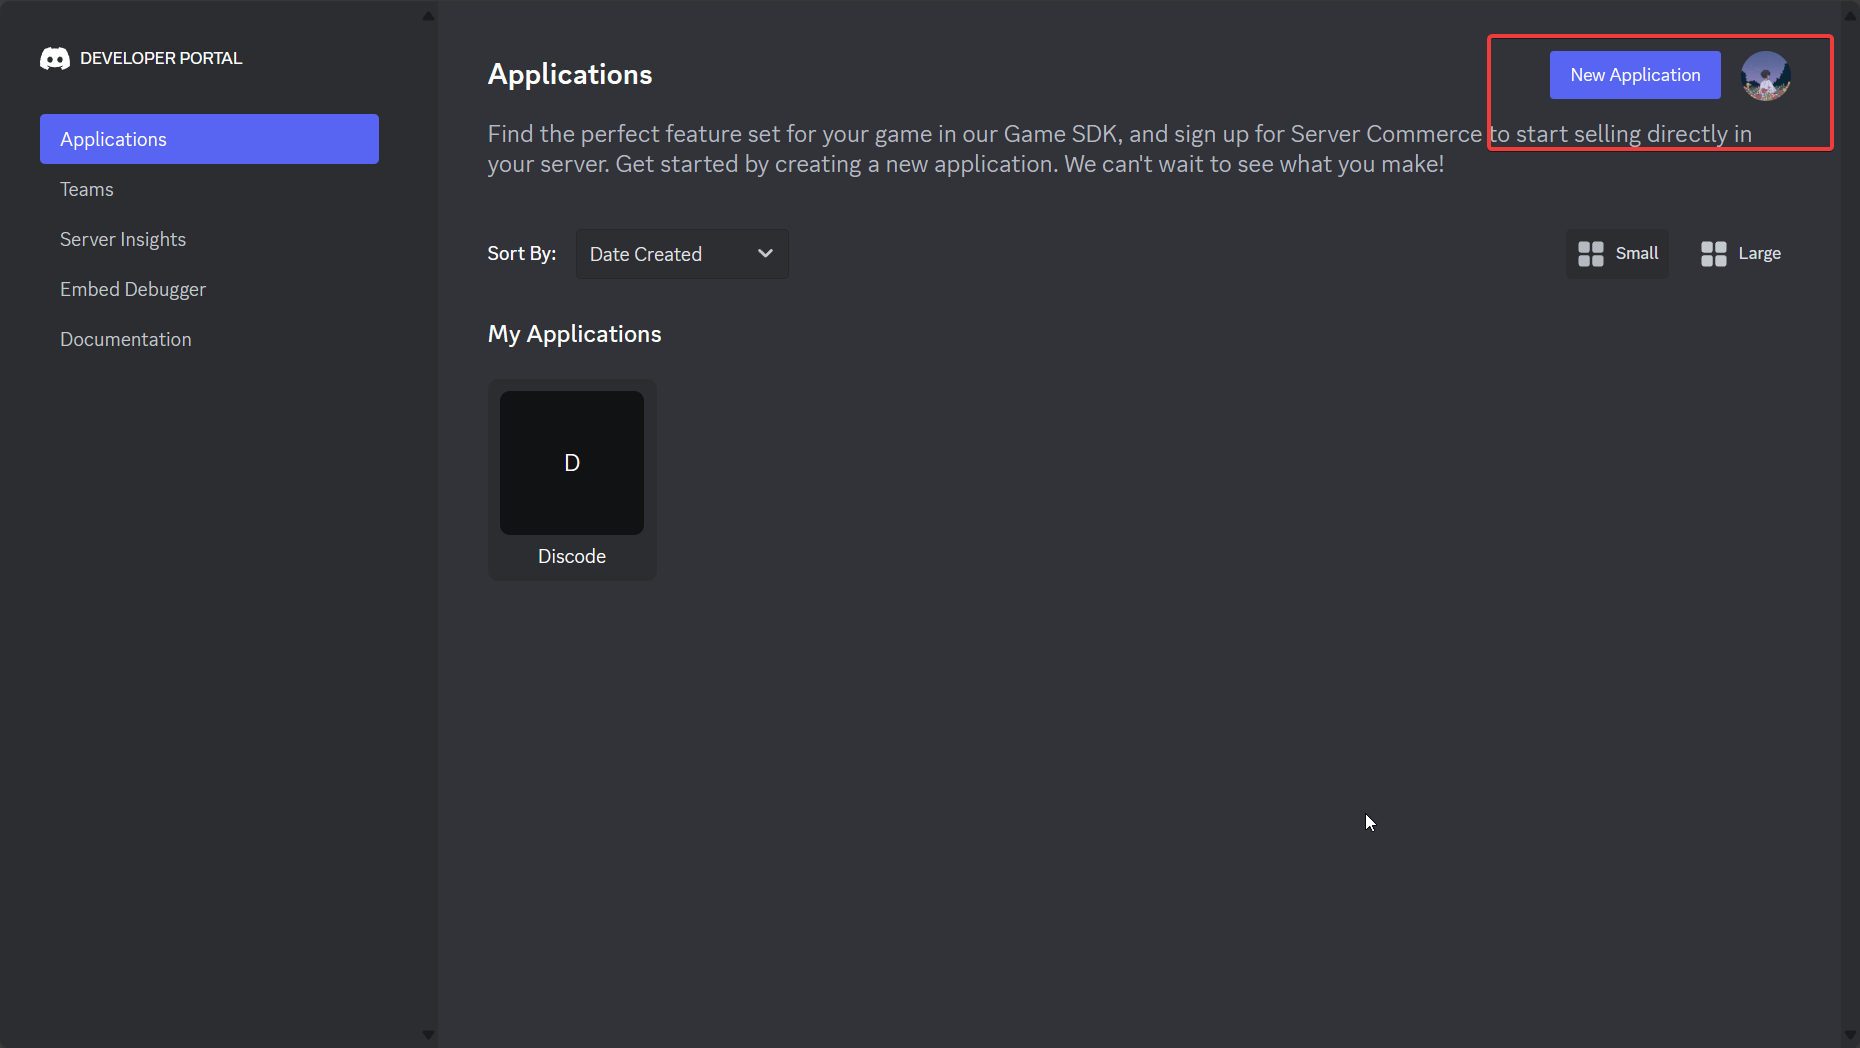 DEVELOPER PORTAL
Applications
Teams
Server Insights
Embed Debugger
Documentation
Applications
New Application
Find the perfect feature set for your game in our Game SDK, and sign up for Server Commerce to start selling directly in
your server. Get started by creating a new application. We can't wait to see what you make!
Sort By: Date Created
Small Large
My Applications
D
Discode